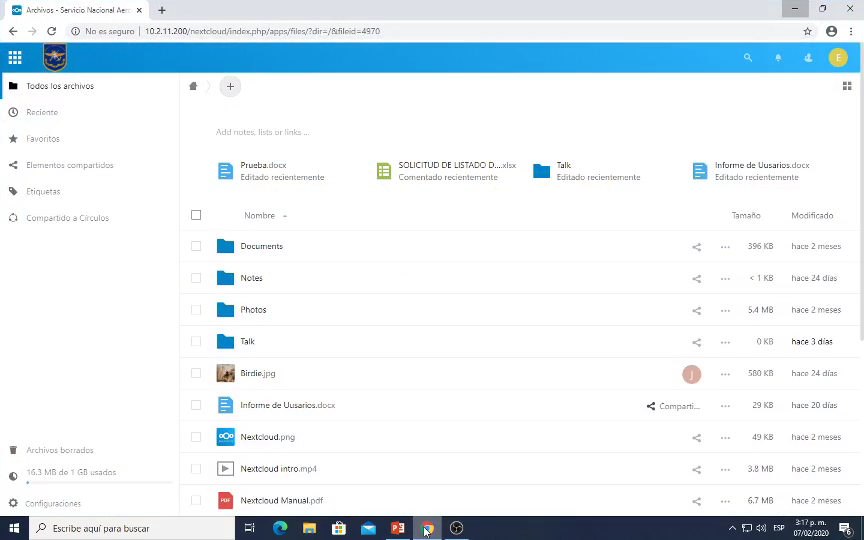 Archivos - Servicio Nacional Aero
No es seguro | 10.2.11.200/nextcloud/index.php/apps/files/?dir=/&fileid=4970
E
Todos los archivos
Reciente
Favoritos
Elementos compartidos
Etiquetas
Compartido a Círculos
Archivos borrados
16.3 MB de 1 GB usados
Configuraciones
Add notes, lists or links ...
Prueba.docx
Editado recientemente
SOLICITUD DE LISTADO D....xlsx
Comentado recientemente
Talk
Editado recientemente
Informe de Uusarios.docx
Editado recientemente
Nombre Tamaño Modificado
Documents 396 KB hace 2 meses
Notes < 1 KB hace 24 días
Photos 5.4 MB hace 2 meses
Talk 0 KB hace 3 días
Birdie.jpg J 580 KB hace 24 días
Informe de Uusarios.docx Comparti... 29 KB hace 20 días
Nextcloud.png 49 KB hace 2 meses
Nextcloud intro.mp4 3.8 MB hace 2 meses
PDF Nextcloud Manual.pdf 6.7 MB hace 2 meses
Escribe aquí para buscar
ESP
3:17 p. m.
07/02/2020
6